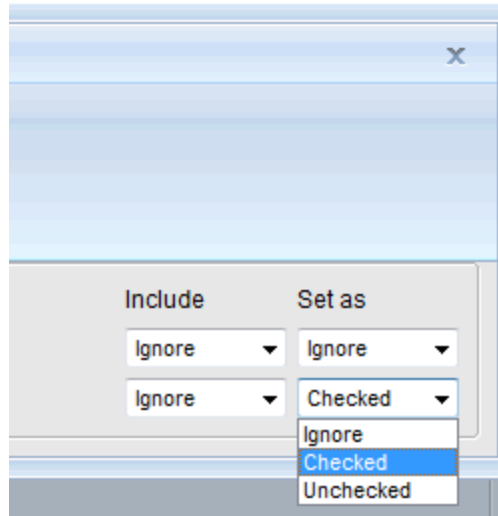 Include Set as
Ignore Ignore
Ignore Checked
Ignore
Checked
Unchecked